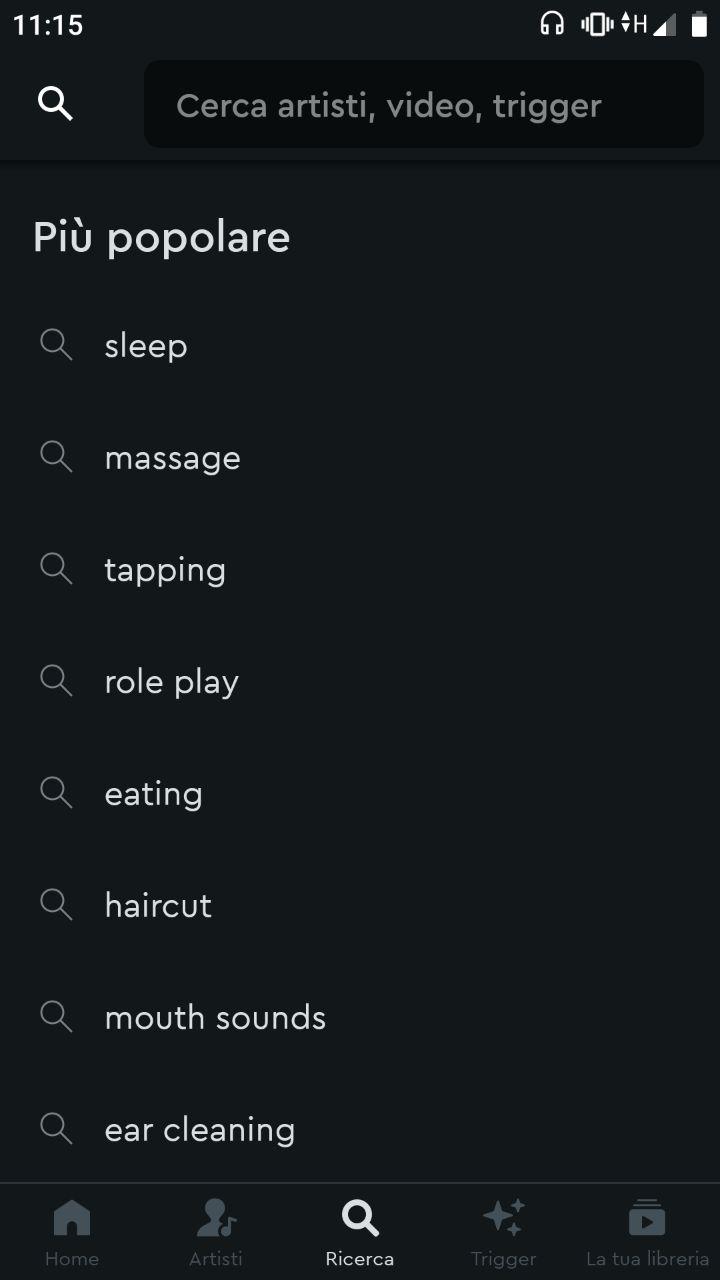 11:15
H
Cerca artisti, video, trigger
Più popolare
sleep
massage
tapping
role play
eating
haircut
mouth sounds
ear cleaning
Home
Artisti
Ricerca
Trigger
La tua libreria